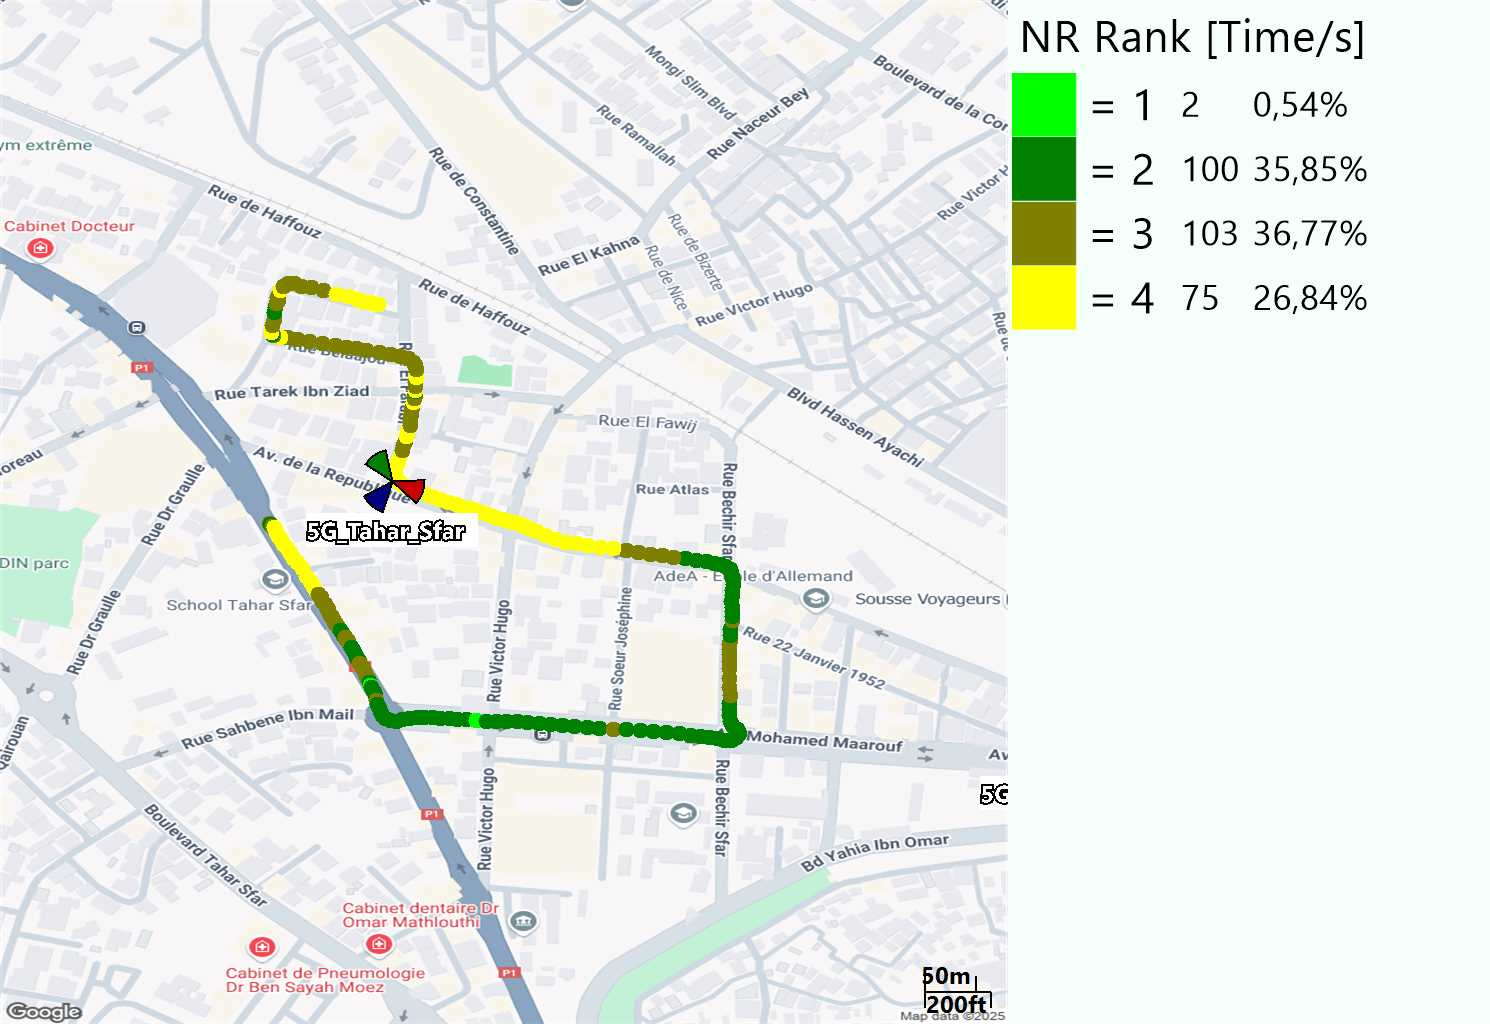 NR Rank [Time/s]
= 1 2 0,54%
= 2 100 35,85%
= 3 103 36,77%
= 4 75 26,84%
Mongi Slim Blvd
Boulevard de la Cor
Rue Ramallah
Rue Naceur Bey
ym extrême
Rue de Constantine
Rue Victor H
Rue de Haffouz
Cabinet Docteur
Rue de Bizerte
Rue El Kahna
Rue de Nice
Rue de Haffouz
Rue Victor Hugo
P1
Rue Tarek Ibn Ziad
Blvd Hassen Ayachi
Rue El Fawij
Av. de la Republique
Rue Atlas
Rue Bechir Sfar
Rue Dr Graulle
5G_Tahar_Sfar
DIN parc
AdeA - École d'Allemand
School Tahar Sfar
Sousse Voyageurs
Rue Dr Graulle
Rue Victor Hugo
Rue Soeur Joséphine
Rue 22 Janvier 1952
Rue Sahbene Ibn Mail
Mohamed Maarouf
Av
Qairouan
5G
Rue Victor Hugo
Rue Bechir Sfar
P1
Boulevard Tahar Sfar
Bd Yahia Ibn Omar
Cabinet dentaire Dr
Omar Mathlouthi
Cabinet de Pneumologie
Dr Ben Sayah Moez
P1
50m
200ft
Google
Map data ©2025